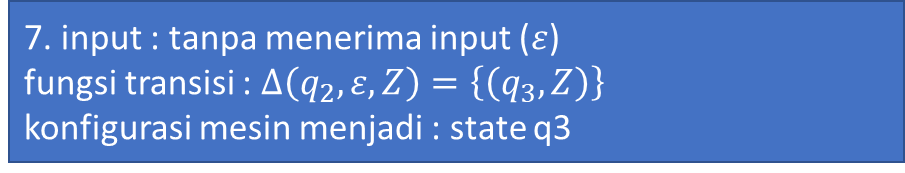 7. input : tanpa menerima input (ε)
fungsi transisi : Δ(q₂, ε, Z) = {(q₃, Z)}
konfigurasi mesin menjadi : state q3